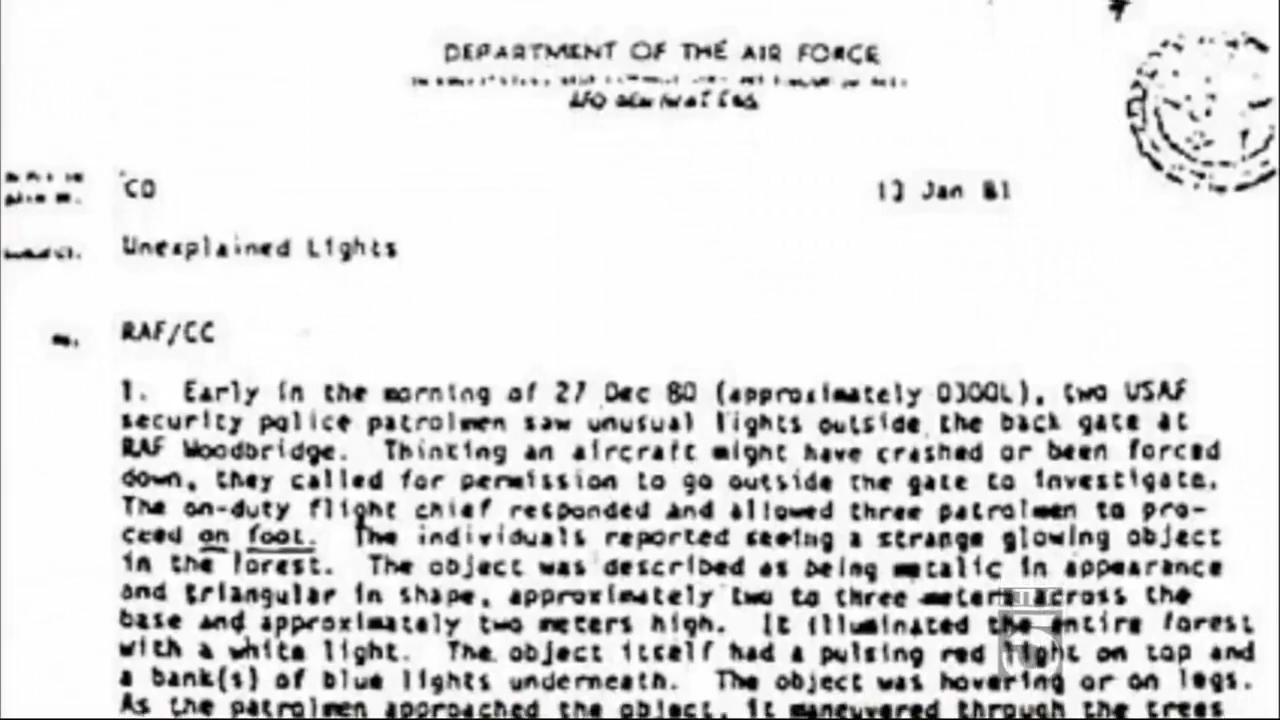 DEPARTMENT OF THE AIR FORCE
CD
13 Jan 81
Unexplained Lights
RAF/CC
1. Early in the morning of 27 Dec 80 (approximately 0300L), two USAF
security police patrolmen saw unusual lights outside the back gate at
RAF Woodbridge. Thinking an aircraft might have crashed or been forced
down, they called for permission to go outside the gate to investigate.
The on-duty flight chief responded and allowed three patrolmen to pro-
ceed on foot. The individuals reported seeing a strange glowing object
in the forest. The object was described as being metalic in appearance
and triangular in shape, approximately two to three meters across the
base and approximately two meters high. It illuminated the entire forest
with a white light. The object itself had a pulsing red light on top and
a bank(s) of blue lights underneath. The object was hovering or on legs.
As the patrolmen approached the object, it maneuvered through the trees